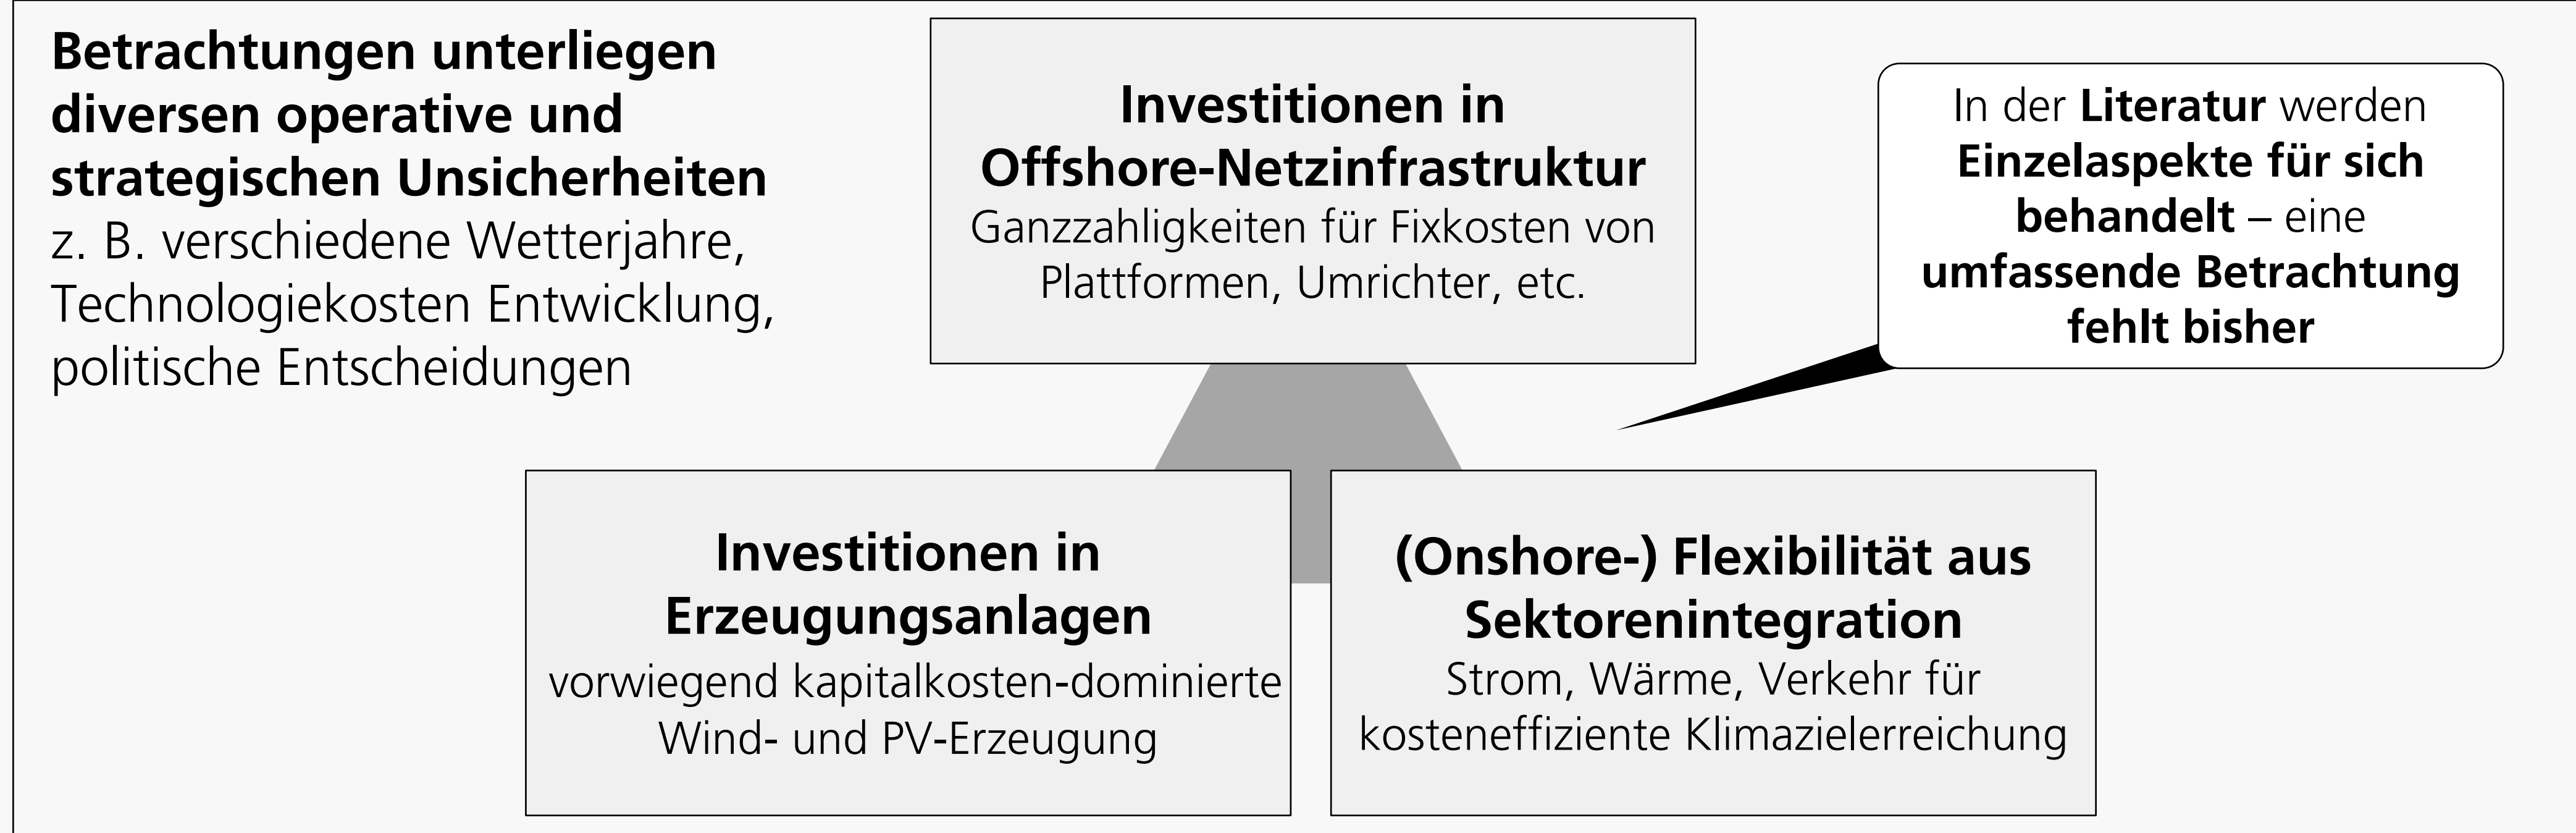 Betrachtungen unterliegen
diversen operative und
strategischen Unsicherheiten
z. B. verschiedene Wetterjahre,
Technologiekosten Entwicklung,
politische Entscheidungen
Investitionen in
Offshore-Netzinfrastruktur
Ganzzahligkeiten für Fixkosten von
Plattformen, Umrichter, etc.
In der Literatur werden
Einzelaspekte für sich
behandelt – eine
umfassende Betrachtung
fehlt bisher
Investitionen in
Erzeugungsanlagen
vorwiegend kapitalkosten-dominierte
Wind- und PV-Erzeugung
(Onshore-) Flexibilität aus
Sektorenintegration
Strom, Wärme, Verkehr für
kosteneffiziente Klimazielerreichung